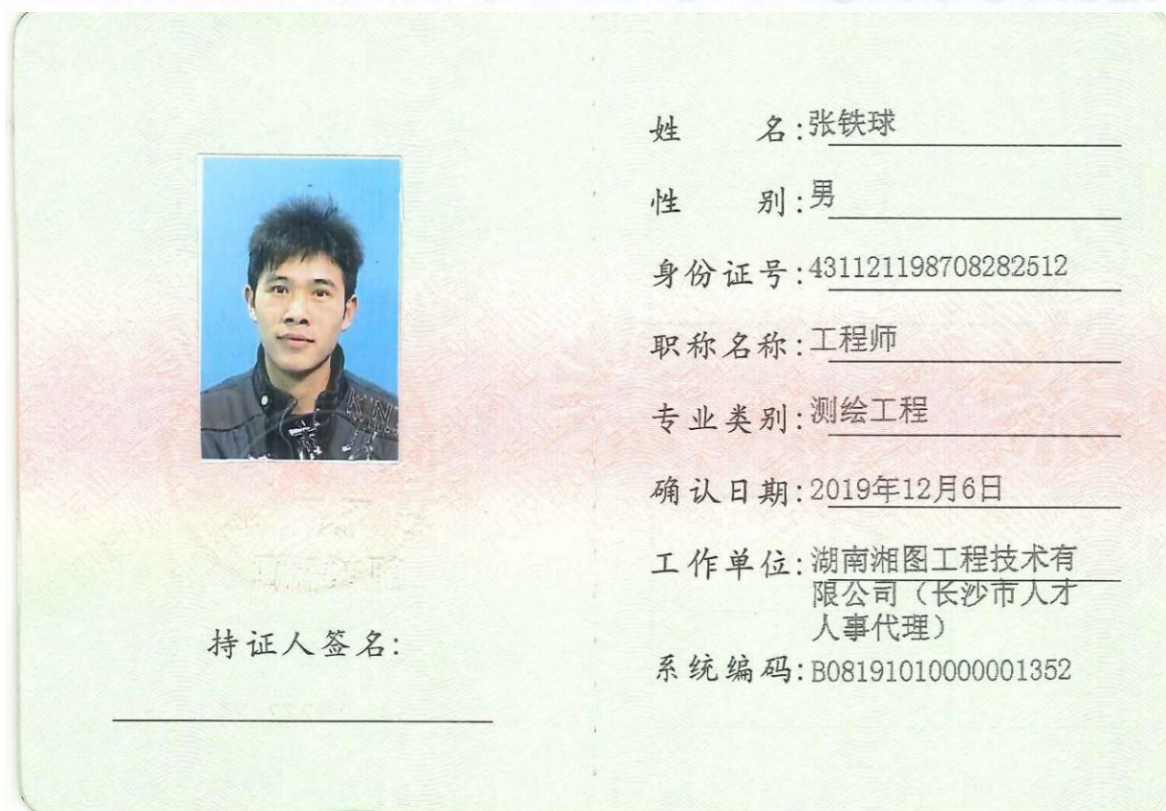 姓 名:张铁球
性 别:男
身份证号:431121198708282512
职称名称:工程师
专业类别:测绘工程
确认日期:2019年12月6日
工作单位:湖南湘图工程技术有
限公司（长沙市人才
人事代理）
系统编码:B08191010000001352
持证人签名: